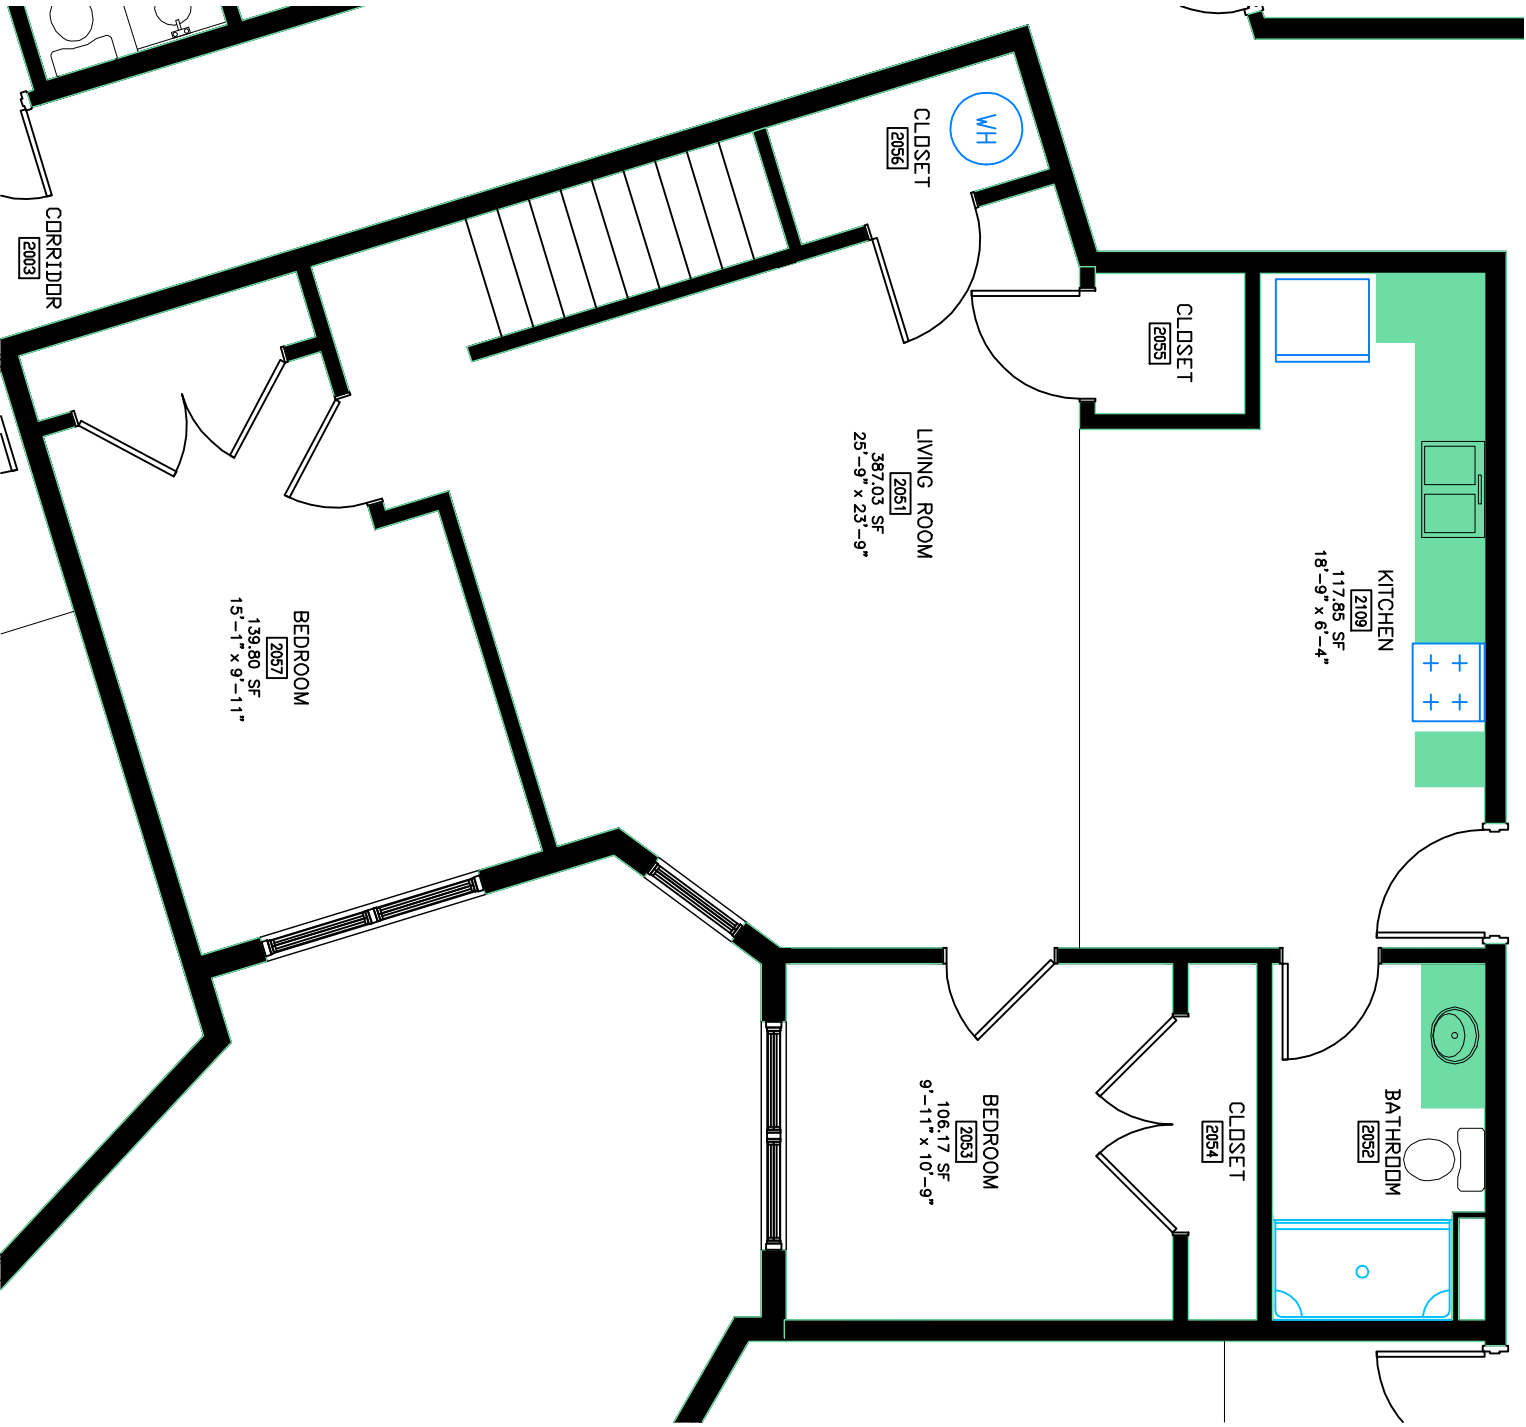 CLOSET
2056
WH
CORRIDOR
2003
CLOSET
2055
LIVING ROOM
2051
387.03 SF
25'-9" x 23'-9"
KITCHEN
2109
117.85 SF
18'-9" x 6'-4"
BEDROOM
2057
139.80 SF
15'-1" x 9'-11"
BEDROOM
2053
106.17 SF
9'-11" x 10'-9"
CLOSET
2054
BATHROOM
2052